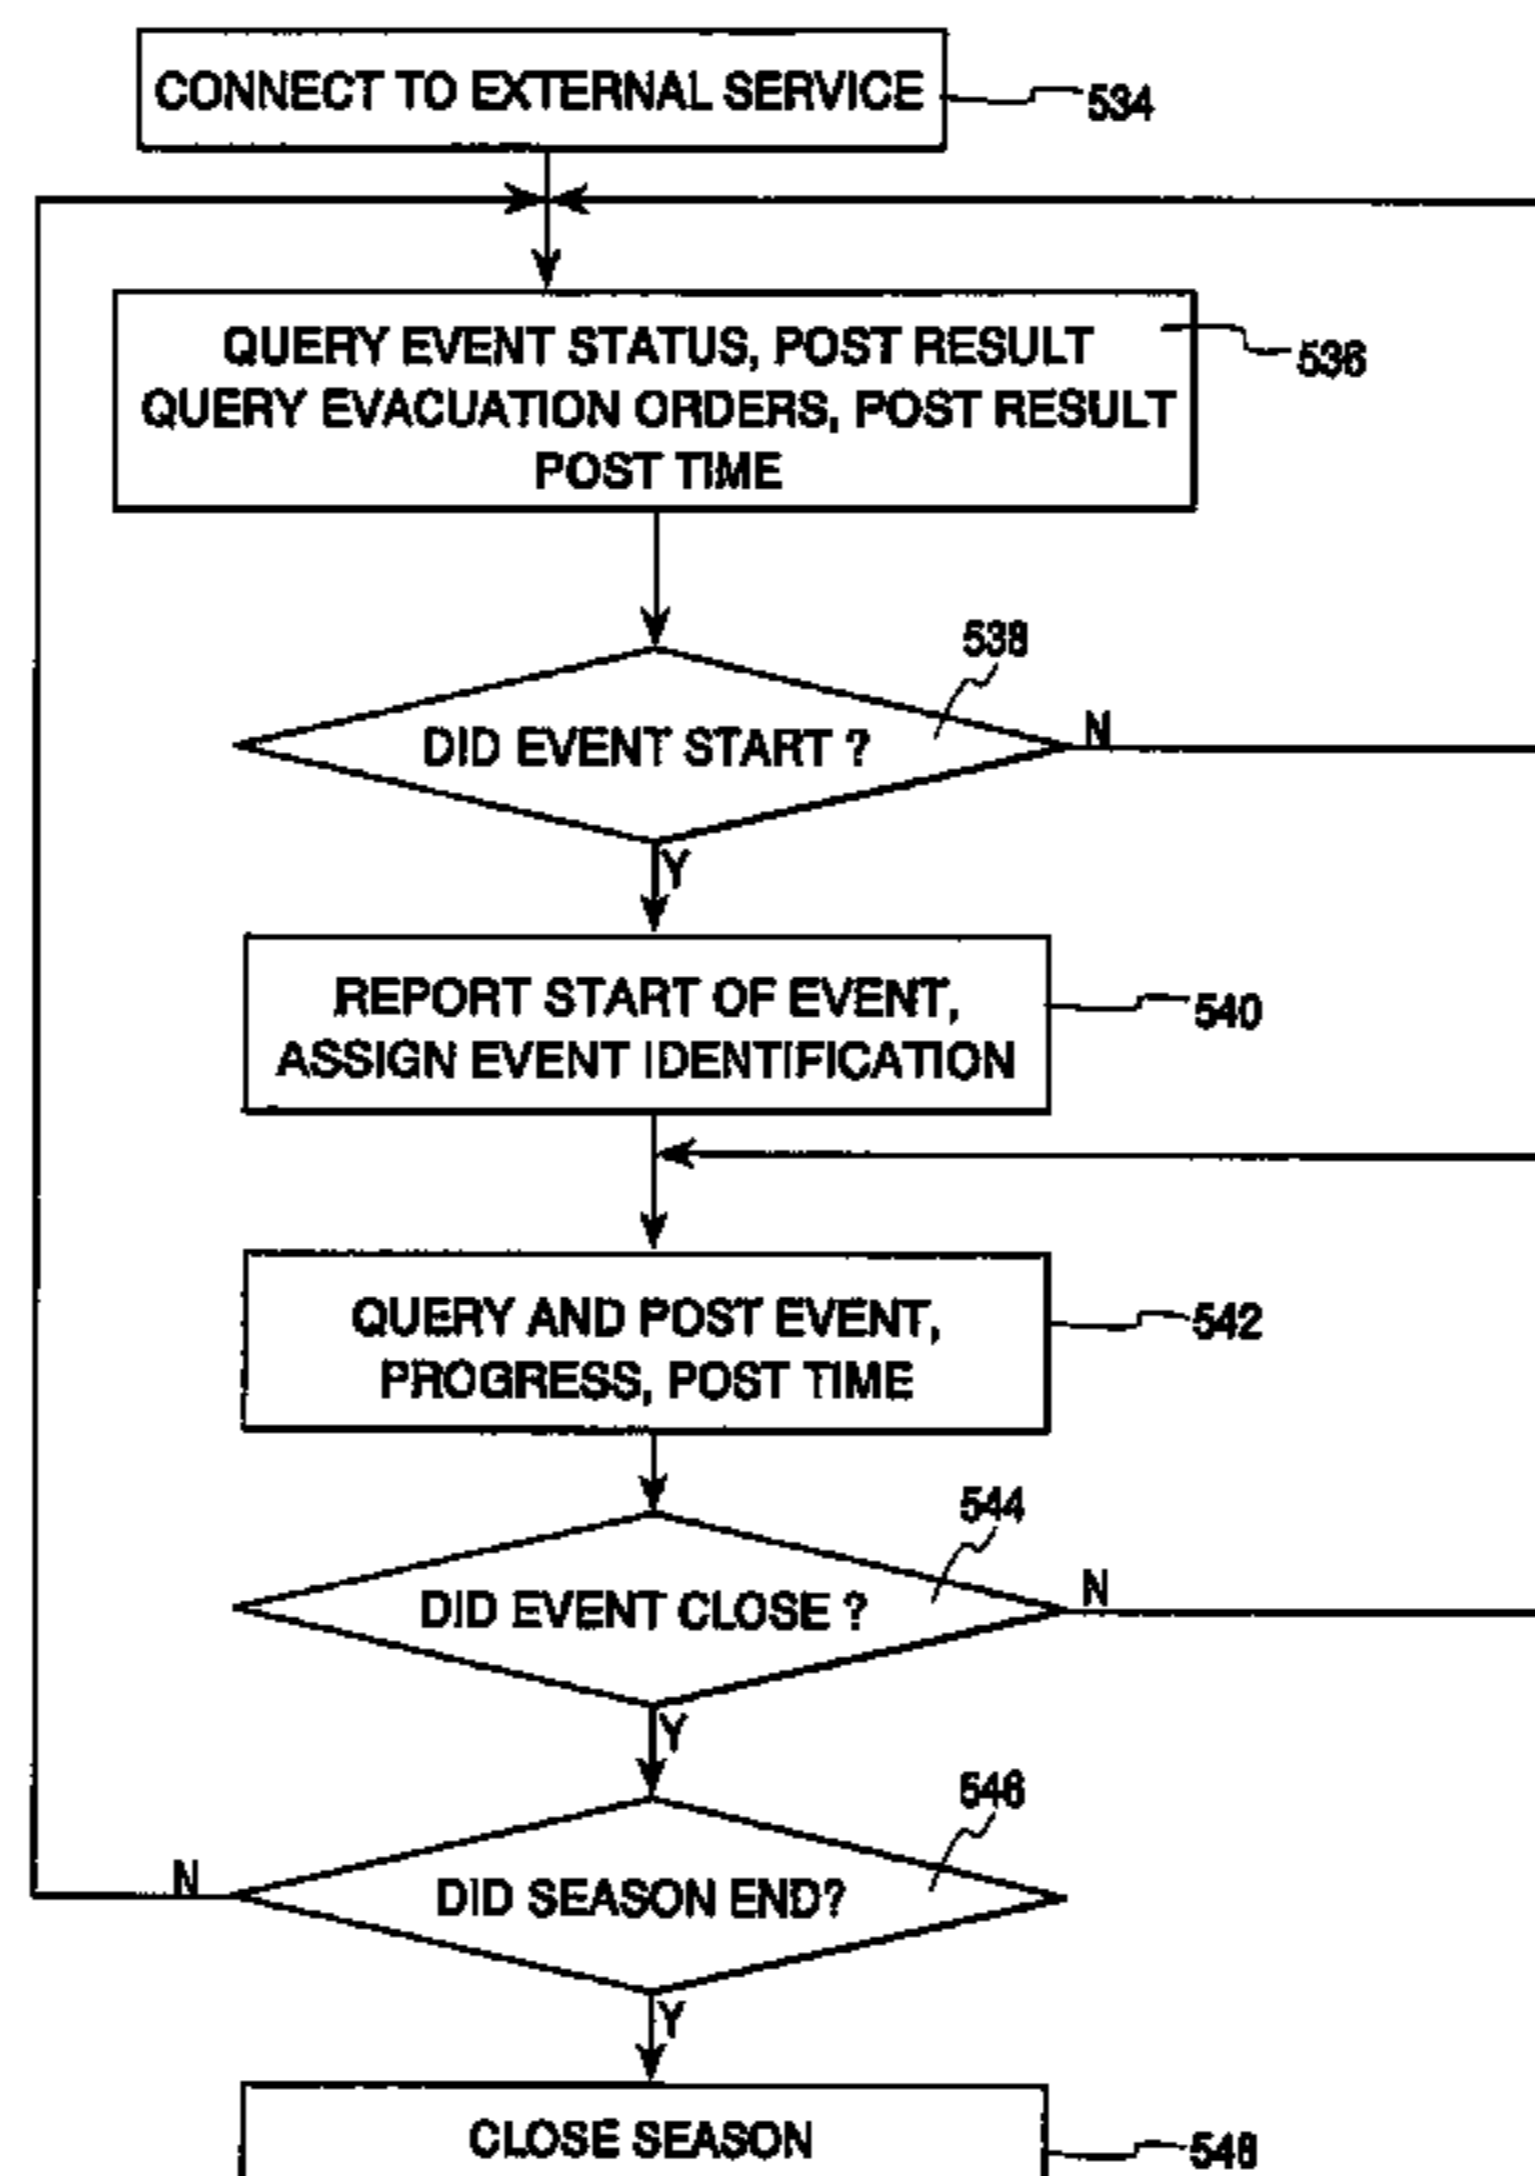 CONNECT TO EXTERNAL SERVICE
534
QUERY EVENT STATUS, POST RESULT
QUERY EVACUATION ORDERS, POST RESULT
POST TIME
536
538
DID EVENT START ?
N
Y
REPORT START OF EVENT,
ASSIGN EVENT IDENTIFICATION
540
QUERY AND POST EVENT,
PROGRESS, POST TIME
542
544
DID EVENT CLOSE ?
N
Y
546
DID SEASON END?
N
Y
CLOSE SEASON
548